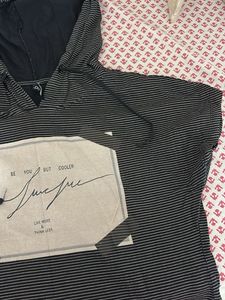 BE YOU BUT COOLER
LIVE MORE
&
THINK LESS